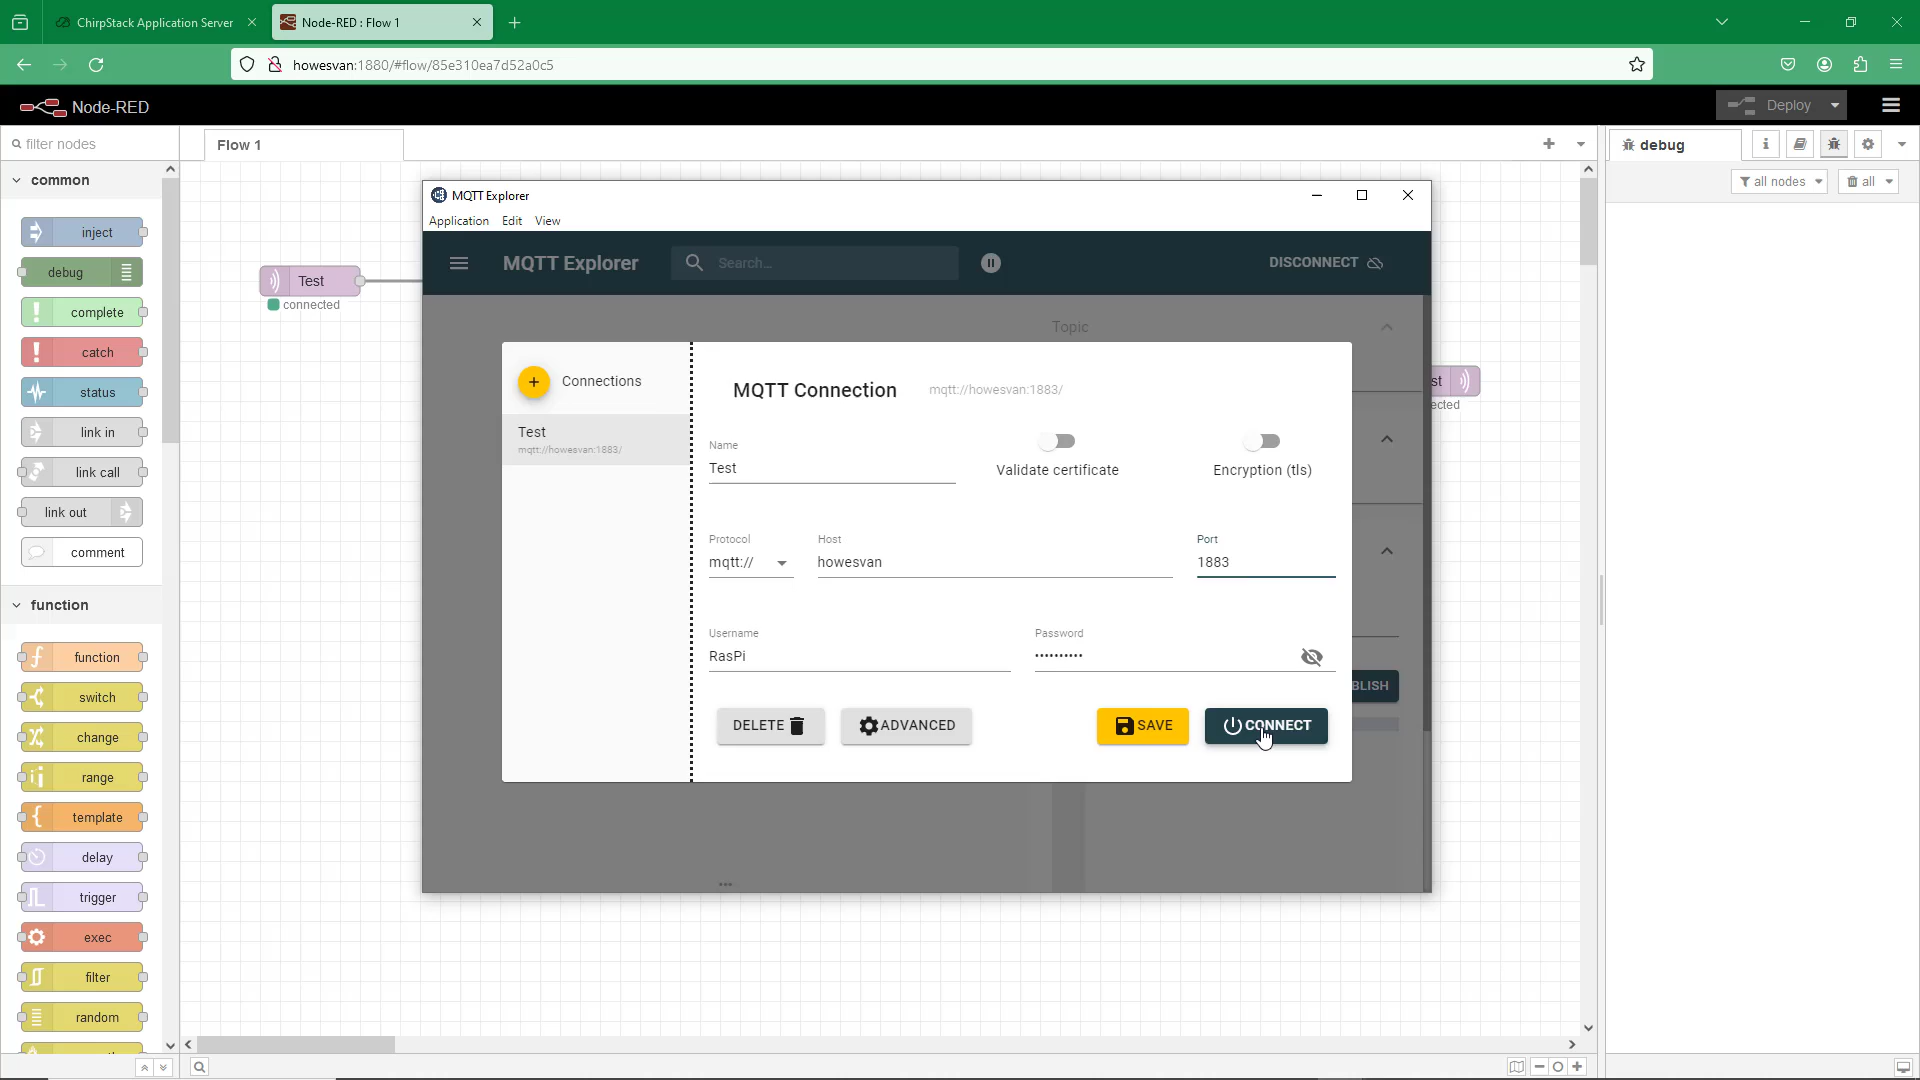 ChirpStack Application Server
Node-RED : Flow 1
howesvan:1880/#flow/85e310ea7d52a0c5
Node-RED
Deploy
filter nodes
Flow 1
debug
common
all nodes
all
inject
debug
complete
catch
status
link in
link call
link out
comment
function
function
switch
change
range
template
delay
trigger
exec
filter
random
Test
connected
st
ected
MQTT Explorer
Application Edit View
MQTT Explorer
Search...
DISCONNECT
Topic
Connections
Test
mqtt://howesvan:1883/
MQTT Connection mqtt://howesvan:1883/
Name
Test
Validate certificate
Encryption (tls)
Protocol Host Port
mqtt:// howesvan 1883
Username Password
RasPi ••••••••••
BLISH
DELETE ADVANCED SAVE CONNECT